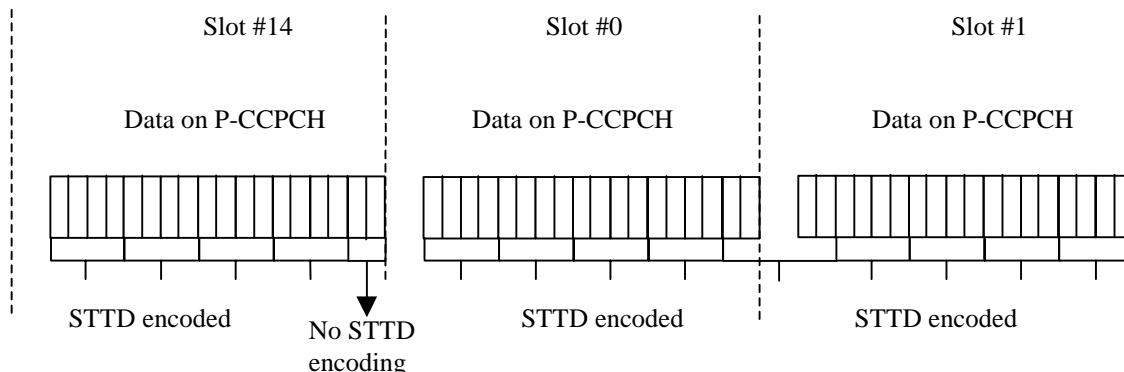 Slot #14 Slot #0 Slot #1
Data on P-CCPCH Data on P-CCPCH Data on P-CCPCH
STTD encoded STTD encoded STTD encoded
No STTD
encoding